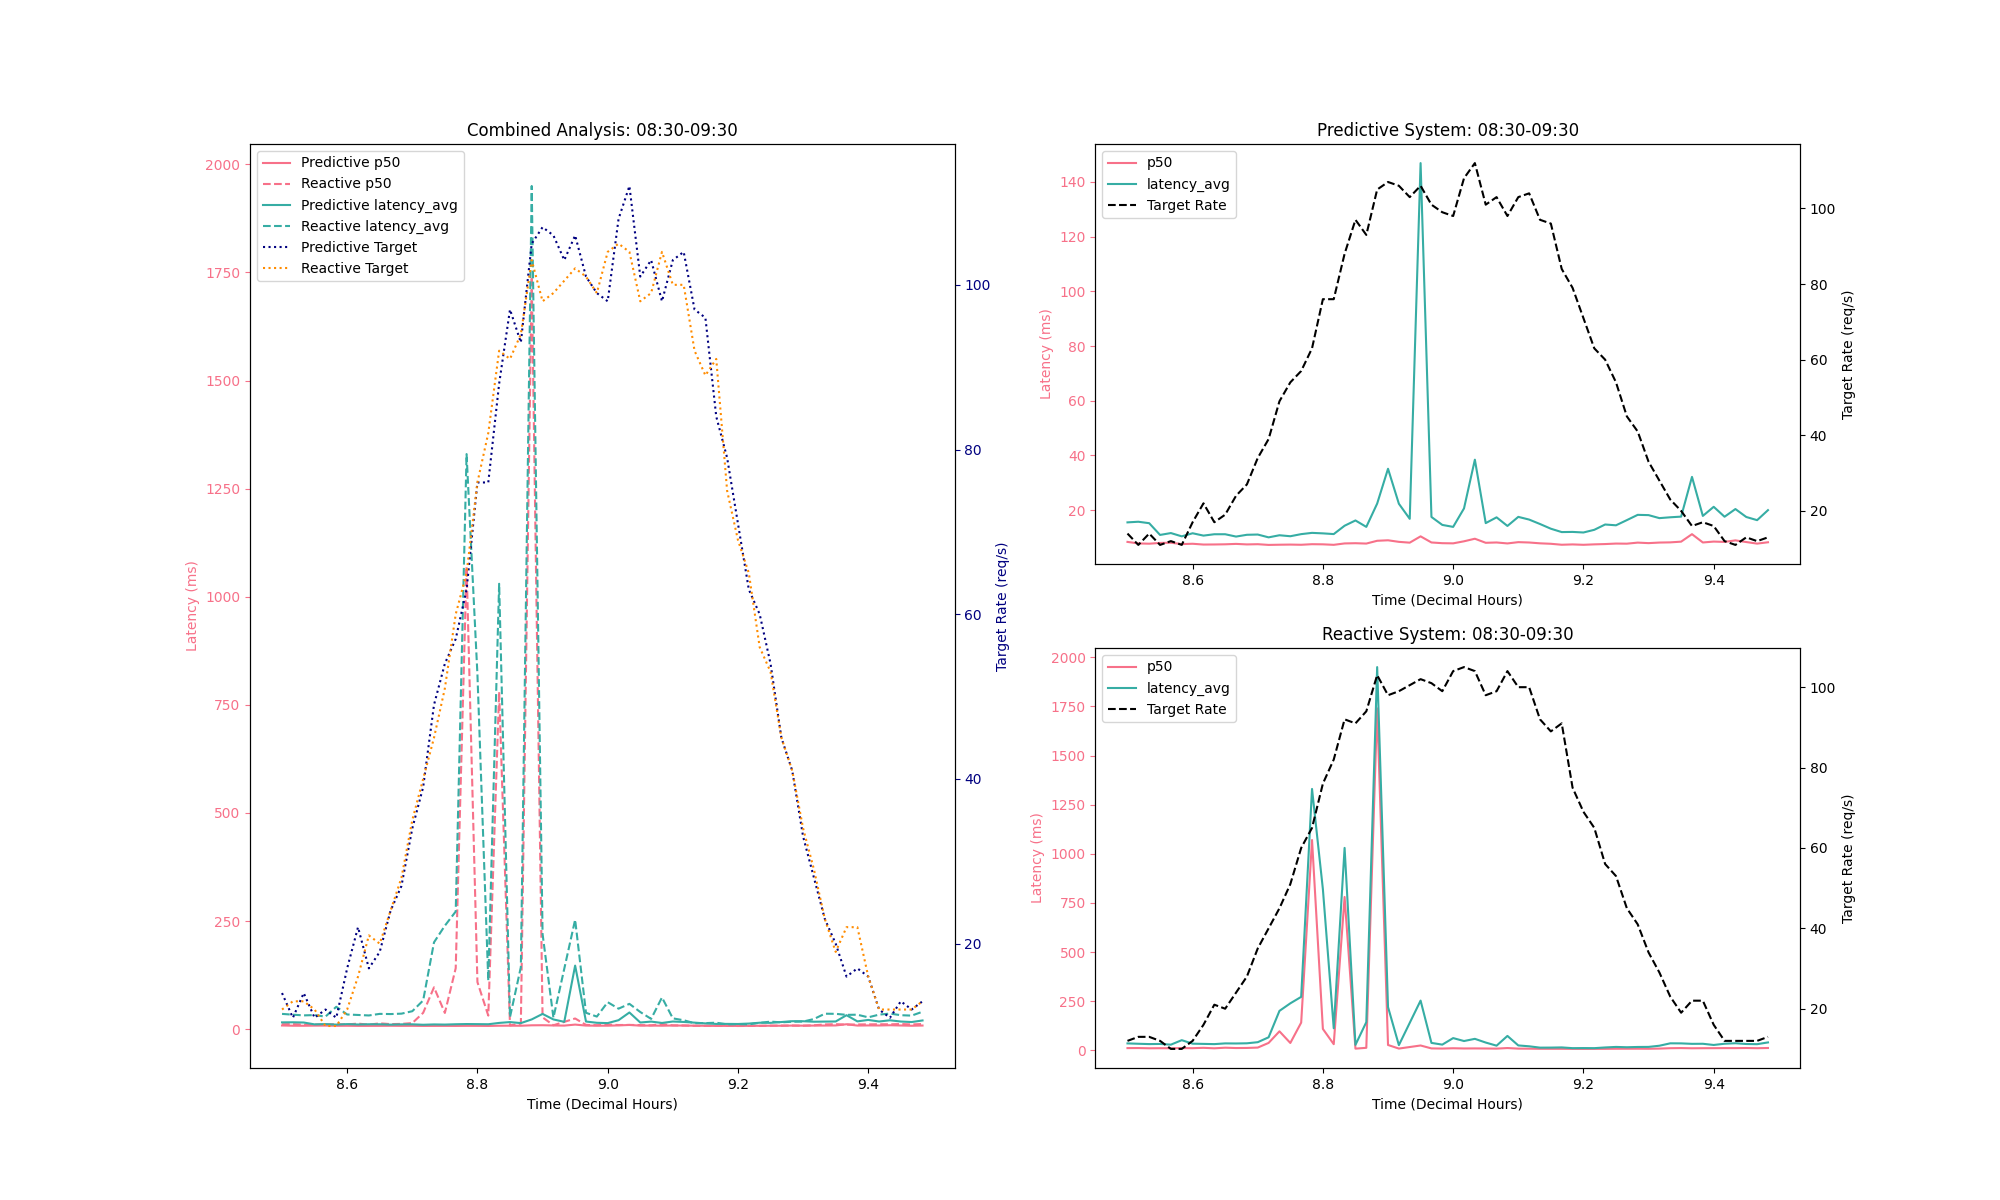 Combined Analysis: 08:30-09:30
Predictive p50
Reactive p50
Predictive latency_avg
Reactive latency_avg
Predictive Target
Reactive Target
2000
1750
1500
1250
1000
750
500
250
0
Latency (ms)
100
80
60
40
20
Target Rate (req/s)
8.6 8.8 9.0 9.2 9.4
Time (Decimal Hours)
Predictive System: 08:30-09:30
p50
latency_avg
Target Rate
140
120
100
80
60
40
20
Latency (ms)
100
80
60
40
20
Target Rate (req/s)
8.6 8.8 9.0 9.2 9.4
Time (Decimal Hours)
Reactive System: 08:30-09:30
p50
latency_avg
Target Rate
2000
1750
1500
1250
1000
750
500
250
0
Latency (ms)
100
80
60
40
20
Target Rate (req/s)
8.6 8.8 9.0 9.2 9.4
Time (Decimal Hours)